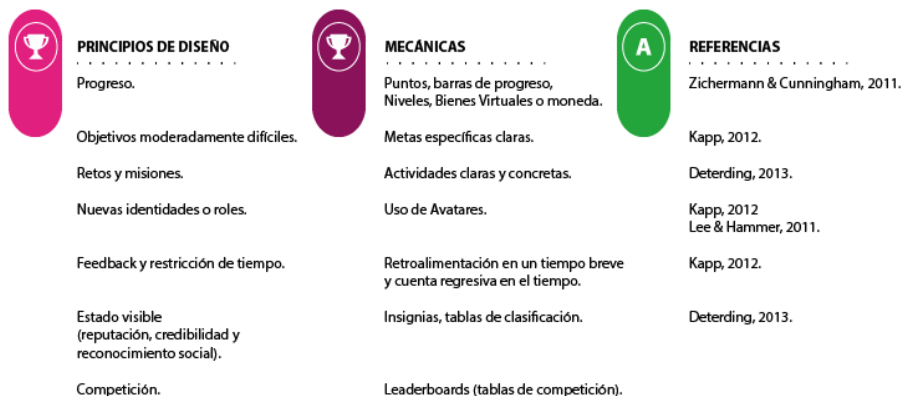 PRINCIPIOS DE DISEÑO
MECÁNICAS
A
REFERENCIAS
Progreso.
Puntos, barras de progreso,
Niveles, Bienes Virtuales o moneda.
Zichermann & Cunningham, 2011.
Objetivos moderadamente difíciles.
Metas específicas claras.
Kapp, 2012.
Retos y misiones.
Actividades claras y concretas.
Deterding, 2013.
Nuevas identidades o roles.
Uso de Avatares.
Kapp, 2012
Lee & Hammer, 2011.
Feedback y restricción de tiempo.
Retroalimentación en un tiempo breve
y cuenta regresiva en el tiempo.
Kapp, 2012.
Estado visible
(reputación, credibilidad y
reconocimiento social).
Insignias, tablas de clasificación.
Deterding, 2013.
Competición.
Leaderboards (tablas de competición).